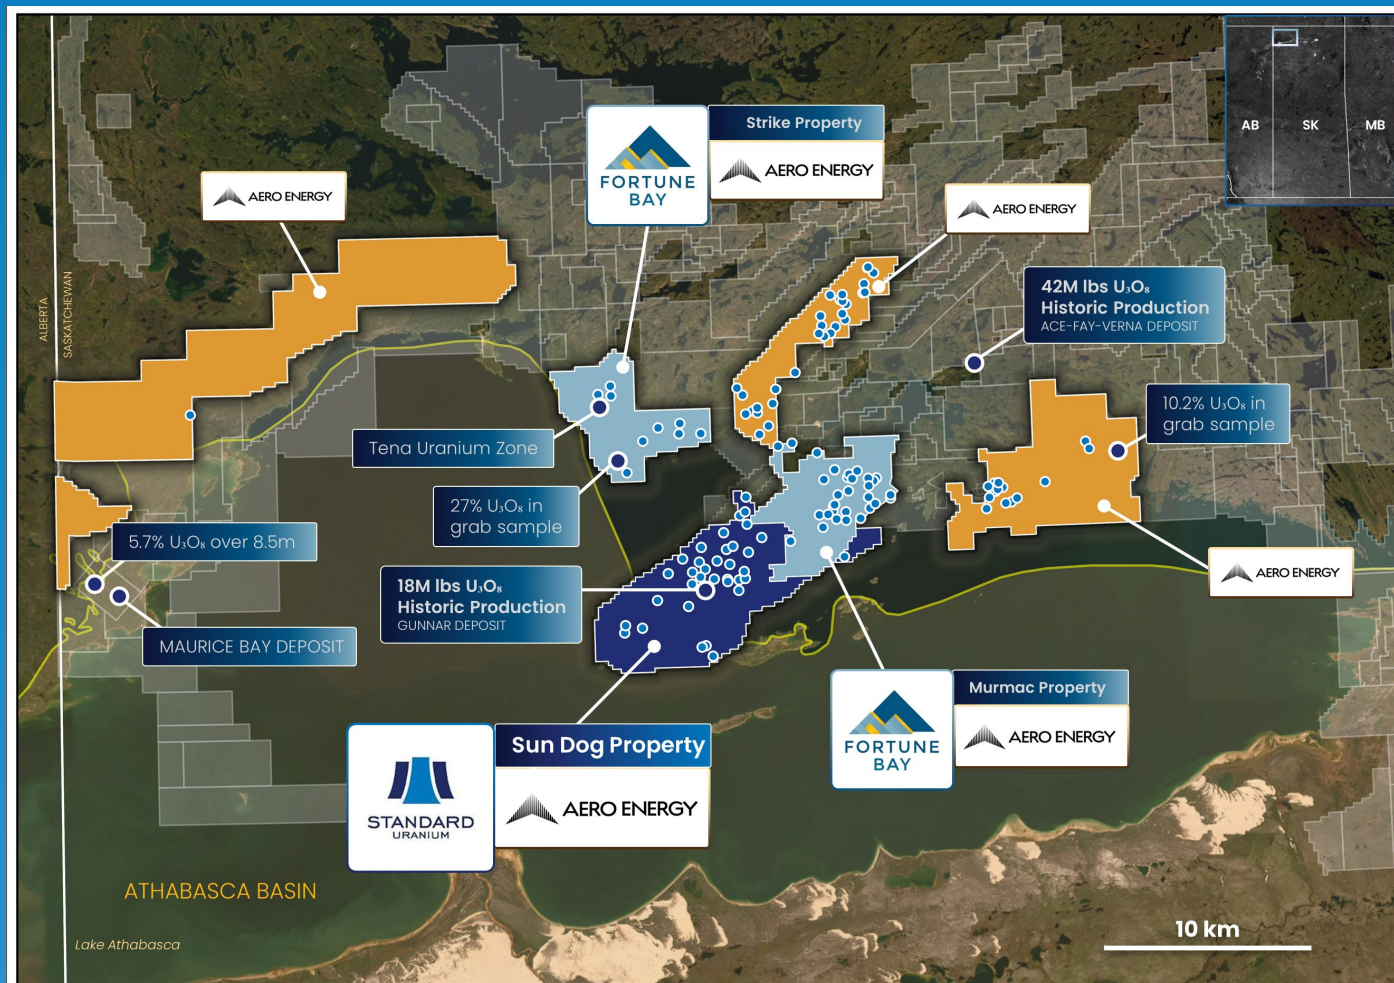 AB
SK
MB
FORTUNE
BAY
Strike Property
AERO ENERGY
AERO ENERGY
AERO ENERGY
ALBERTA
SASKATCHEWAN
42M lbs U₃O₈
Historic Production
ACE-FAY-VERNA DEPOSIT
10.2% U₃O₈ in
grab sample
Tena Uranium Zone
27% U₃O₈ in
grab sample
5.7% U₃O₈ over 8.5m
18M lbs U₃O₈
Historic Production
GUNNAR DEPOSIT
MAURICE BAY DEPOSIT
AERO ENERGY
FORTUNE
BAY
Murmac Property
AERO ENERGY
STANDARD
URANIUM
Sun Dog Property
AERO ENERGY
ATHABASCA BASIN
Lake Athabasca
10 km